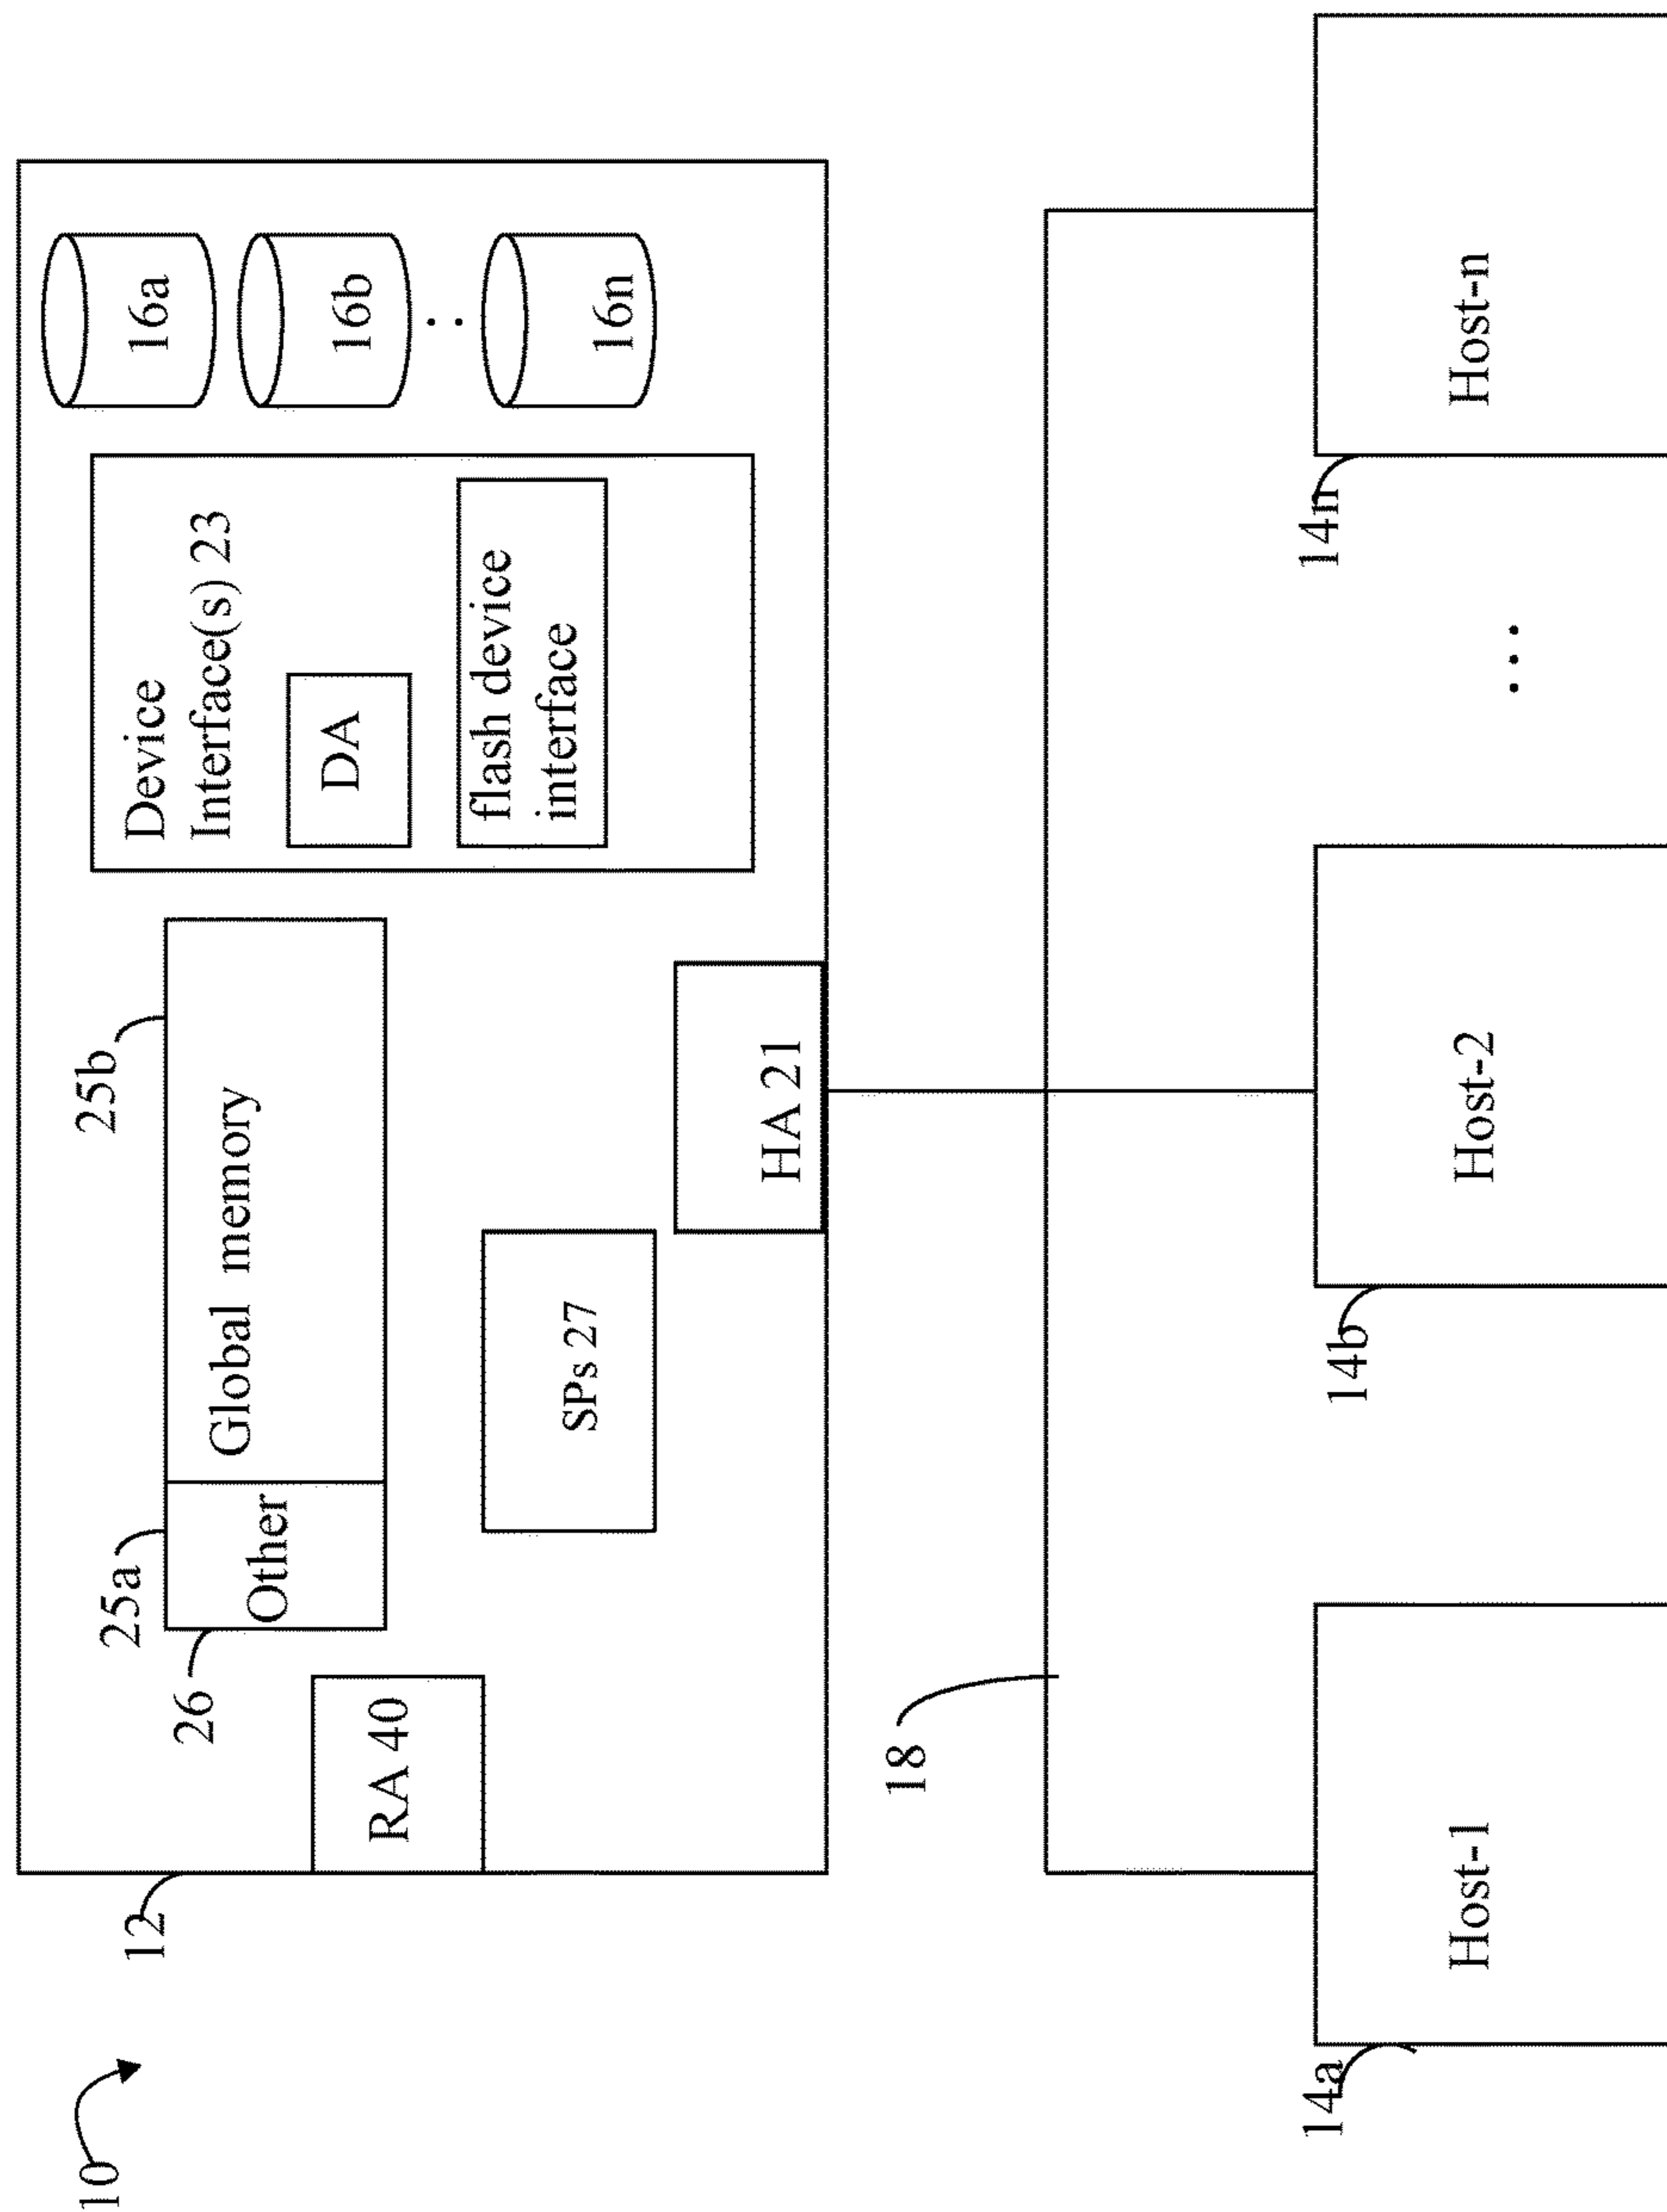 10
12
RA 40
26
25a
Other
Global memory
25b
SPs 27
HA 21
Device
Interface(s) 23
DA
flash device
interface
16a
16b
16n
18
14a
Host-1
14b
Host-2
14n
Host-n